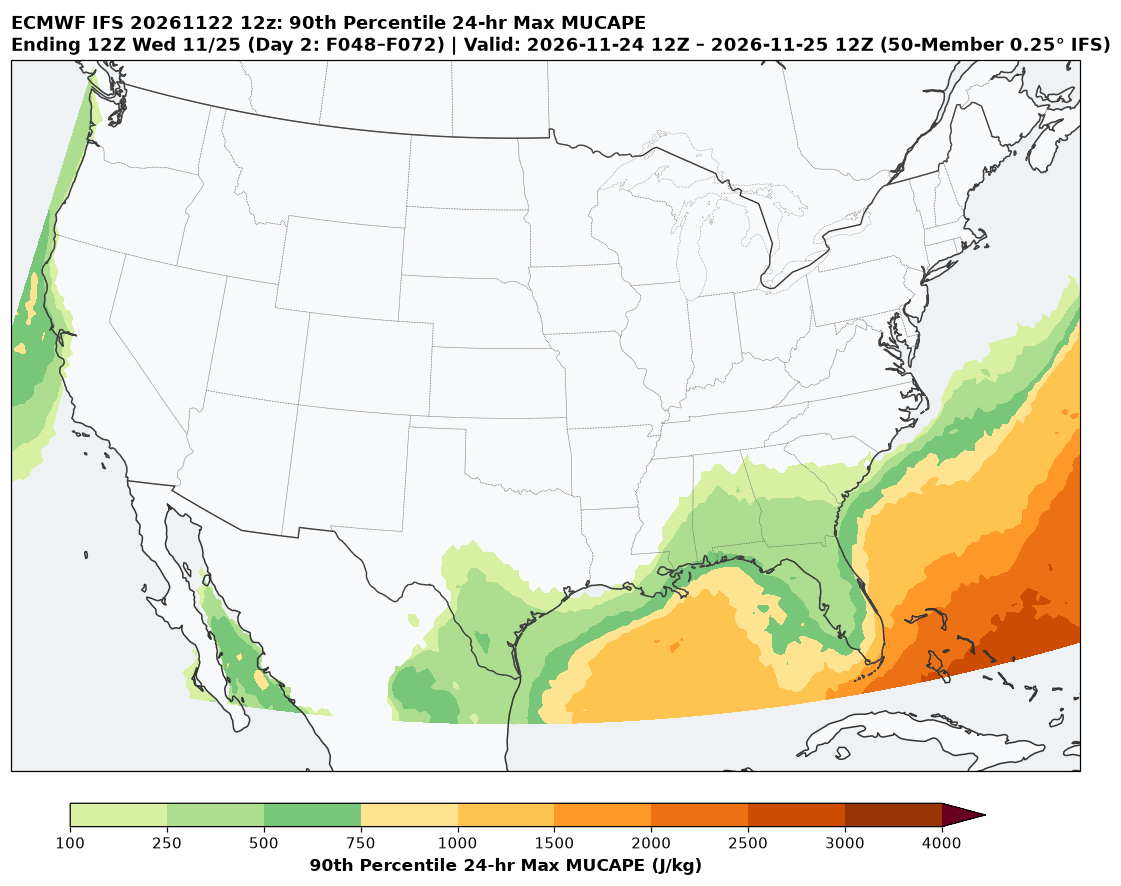 ECMWF IFS 20261122 12z: 90th Percentile 24-hr Max MUCAPE
Ending 12Z Wed 11/25 (Day 2: F048–F072) | Valid: 2026-11-24 12Z – 2026-11-25 12Z (50-Member 0.25° IFS)
100 250 500 750 1000 1500 2000 2500 3000 4000
90th Percentile 24-hr Max MUCAPE (J/kg)